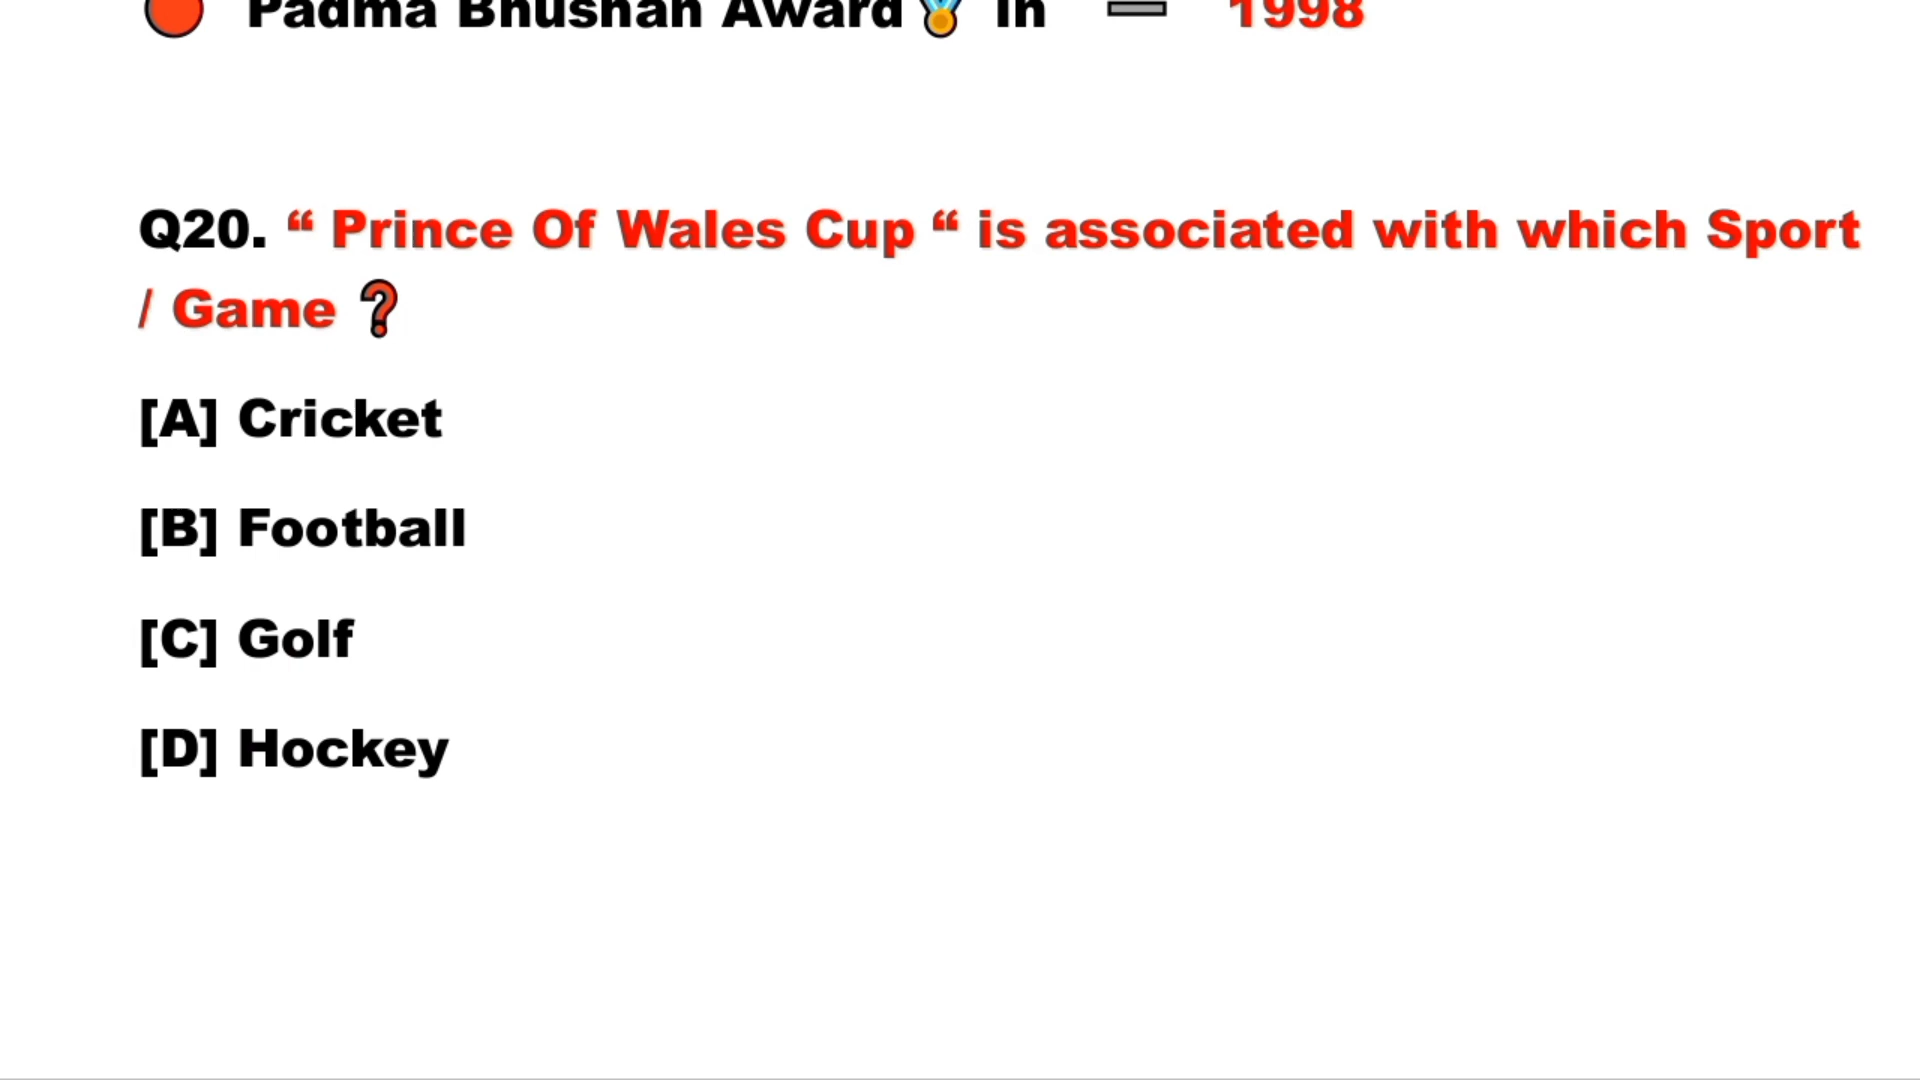 Padma Bhushan Award🏅 in = 1998
Q20. “ Prince Of Wales Cup “ is associated with which Sport
/ Game ❓
[A] Cricket
[B] Football
[C] Golf
[D] Hockey